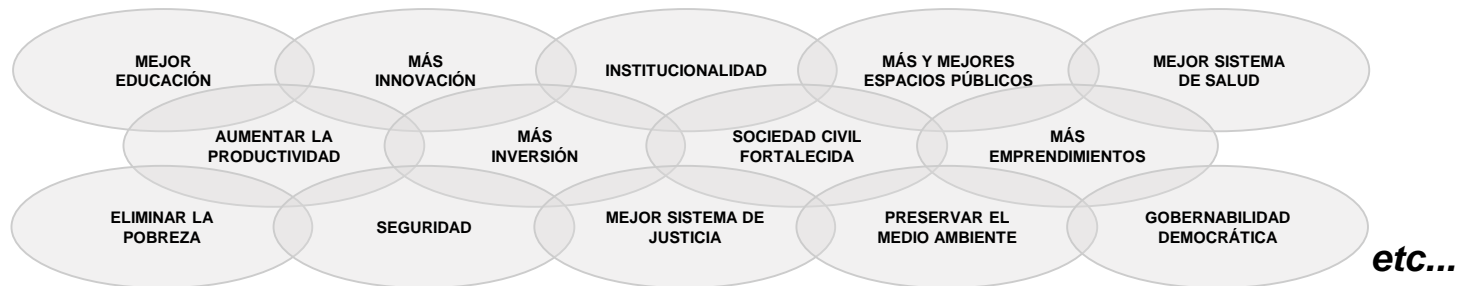 MEJOR
EDUCACIÓN
MÁS
INNOVACIÓN
INSTITUCIONALIDAD
MÁS Y MEJORES
ESPACIOS PÚBLICOS
MEJOR SISTEMA
DE SALUD
AUMENTAR LA
PRODUCTIVIDAD
MÁS
INVERSIÓN
SOCIEDAD CIVIL
FORTALECIDA
MÁS
EMPRENDIMIENTOS
ELIMINAR LA
POBREZA
SEGURIDAD
MEJOR SISTEMA DE
JUSTICIA
PRESERVAR EL
MEDIO AMBIENTE
GOBERNABILIDAD
DEMOCRÁTICA
etc...